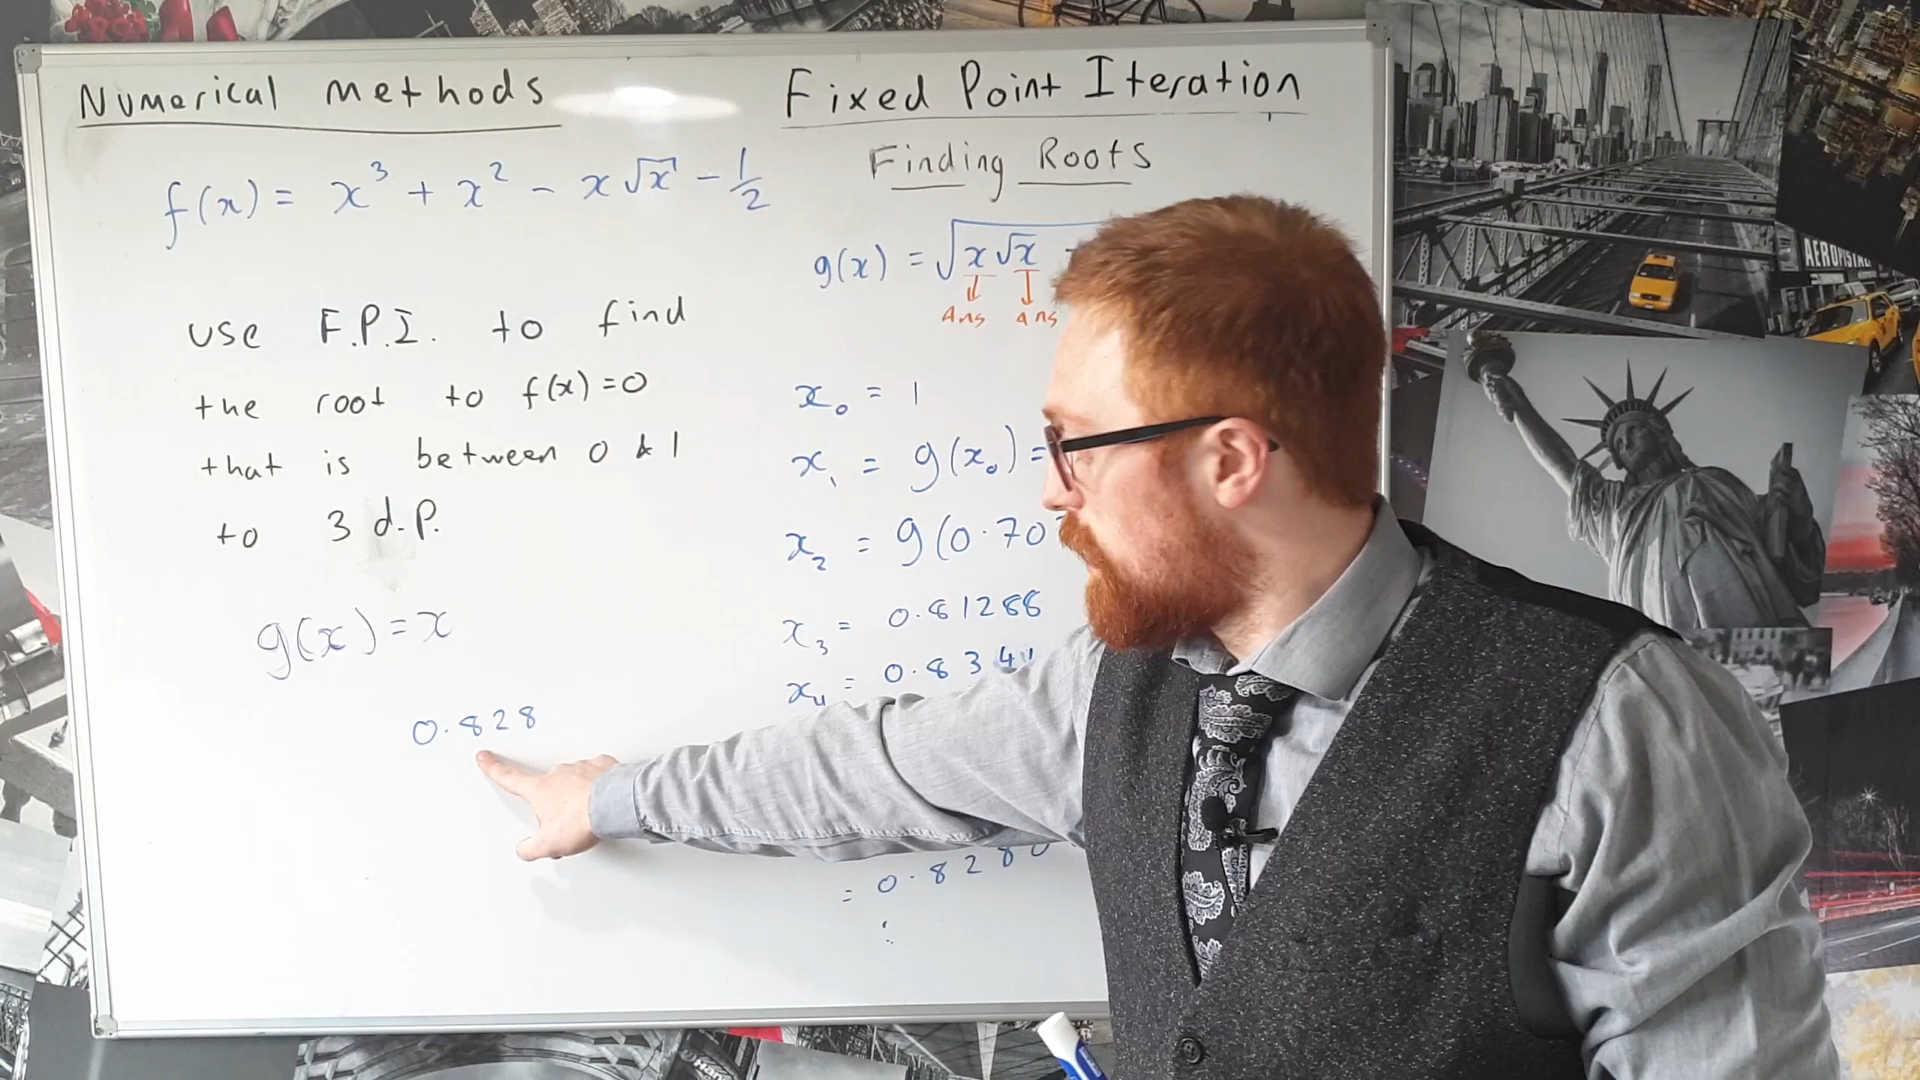 Numerical methods
f(x) = x³ + x² - x√x - 1/2
use F.P.I. to find
the root to f(x)=0
that is between 0 & 1
to 3 d.P.
g(x)=x
0.828
Fixed Point Iteration
Finding Roots
g(x) = √x√x
Ans ans
x₀ = 1
x₁ = g(x₀) =
x₂ = g(0.70
x₃ = 0.81288
x₄ = 0.834
= 0.828
:
AEROPOSTAL